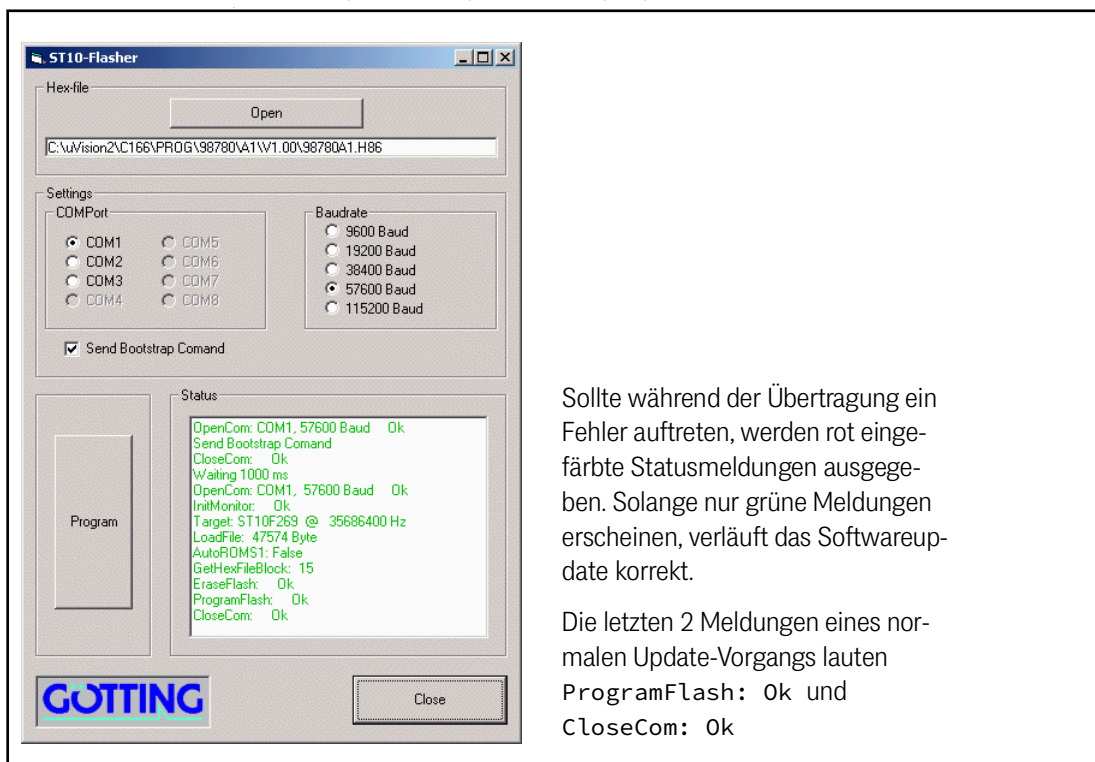 ST10-Flasher
Hex-file
Open
C:\uVision2\C166\PROG\98780\A1\V1.00\98780A1.H86
Settings
COMPort
COM1
COM2
COM3
COM4
COM5
COM6
COM7
COM8
Baudrate
9600 Baud
19200 Baud
38400 Baud
57600 Baud
115200 Baud
Send Bootstrap Comand
Program
Status
OpenCom: COM1, 57600 Baud Ok
Send Bootstrap Comand
CloseCom: Ok
Waiting 1000 ms
OpenCom: COM1, 57600 Baud Ok
InitMonitor: Ok
Target: ST10F269 @ 35686400 Hz
LoadFile: 47574 Byte
AutoROMS1: False
GetHexFileBlock: 15
EraseFlash: Ok
ProgramFlash: Ok
CloseCom: Ok
GÖTTING
Close
Sollte während der Übertragung ein
Fehler auftreten, werden rot einge-
färbte Statusmeldungen ausgege-
ben. Solange nur grüne Meldungen
erscheinen, verläuft das Softwareup-
date korrekt.
Die letzten 2 Meldungen eines nor-
malen Update-Vorgangs lauten
ProgramFlash: Ok und
CloseCom: Ok